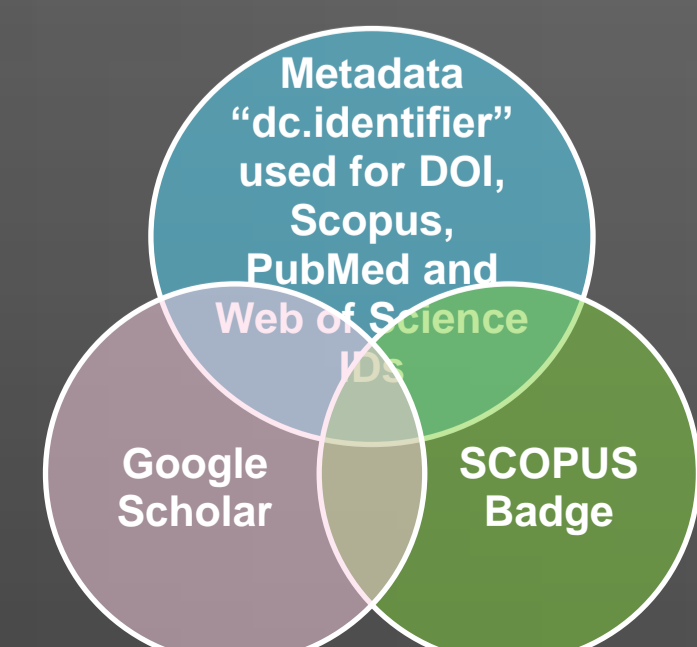 Metadata
“dc.identifier”
used for DOI,
Scopus,
PubMed and
Web of Science
IDs
Google
Scholar
SCOPUS
Badge